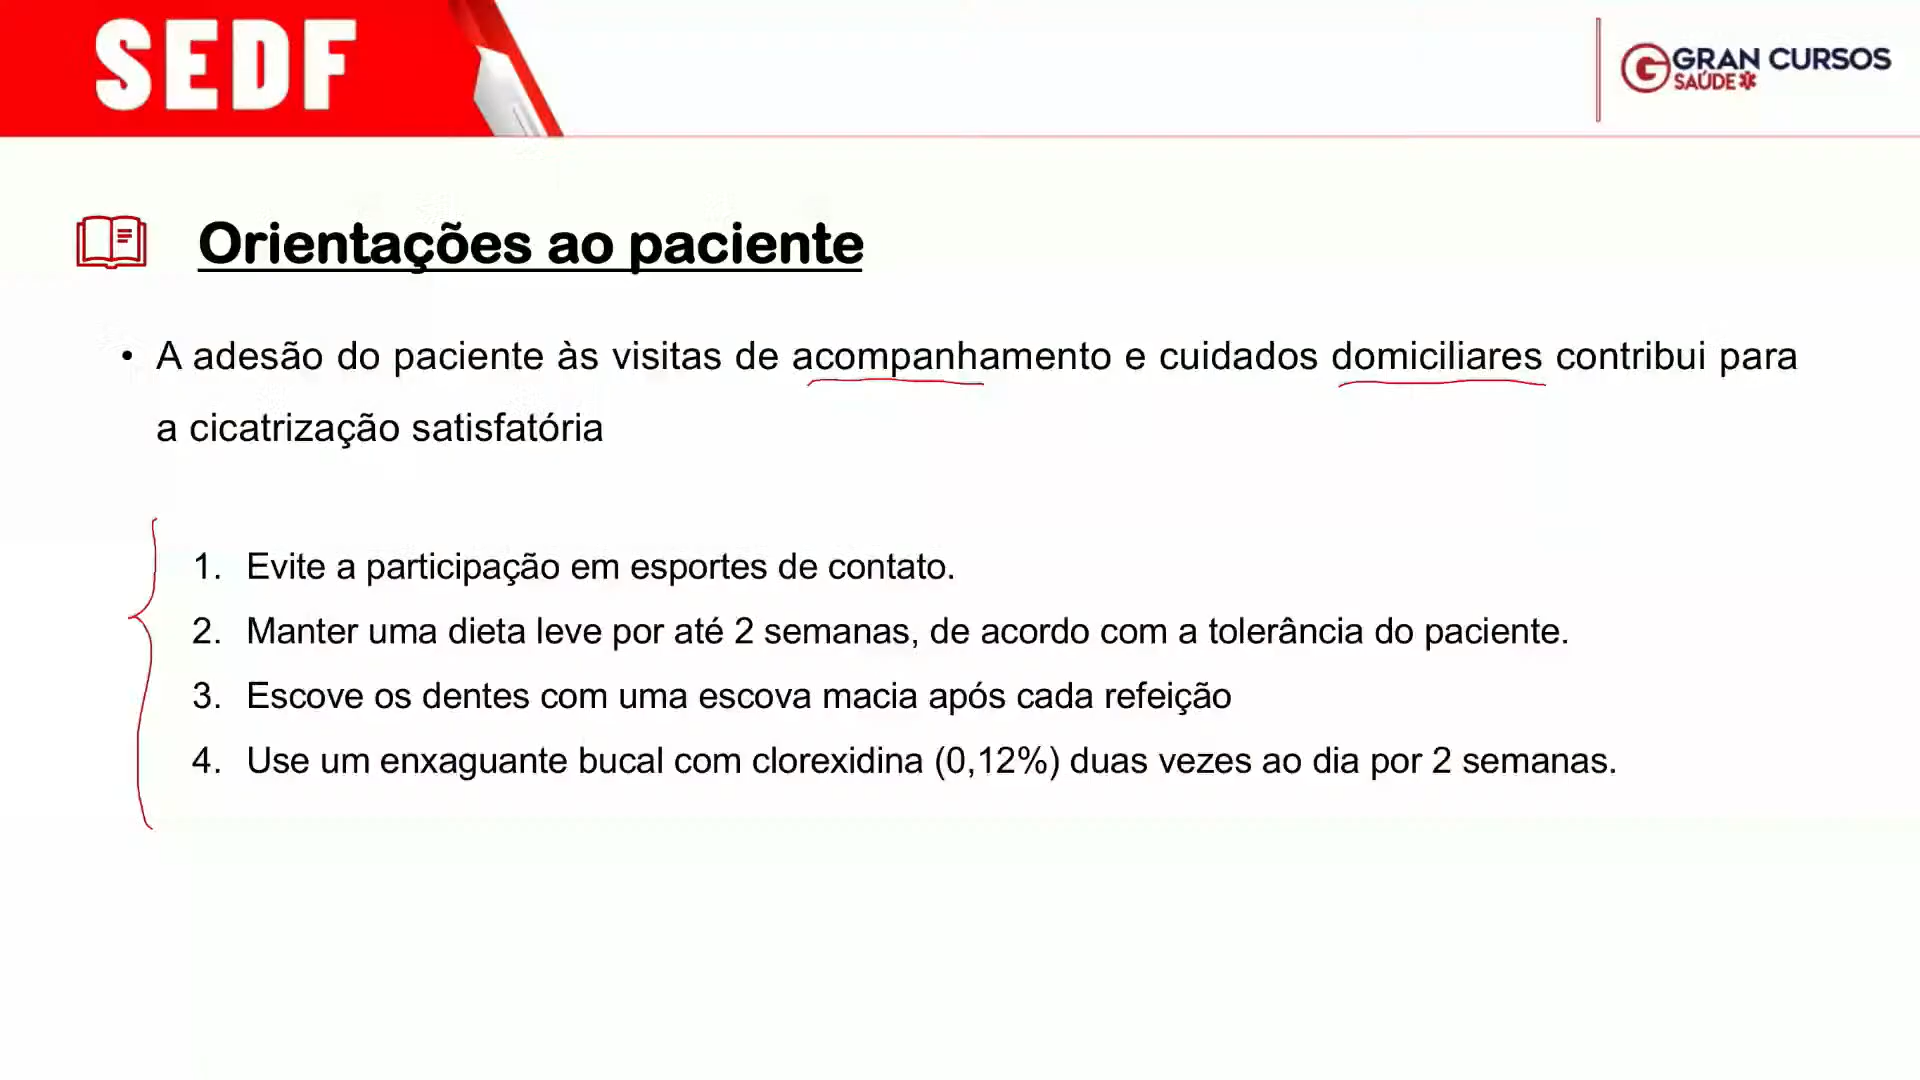 SEDF
GRAN CURSOS
SAÚDE
Orientações ao paciente
• A adesão do paciente às visitas de acompanhamento e cuidados domiciliares contribui para
a cicatrização satisfatória
1. Evite a participação em esportes de contato.
2. Manter uma dieta leve por até 2 semanas, de acordo com a tolerância do paciente.
3. Escove os dentes com uma escova macia após cada refeição
4. Use um enxaguante bucal com clorexidina (0,12%) duas vezes ao dia por 2 semanas.